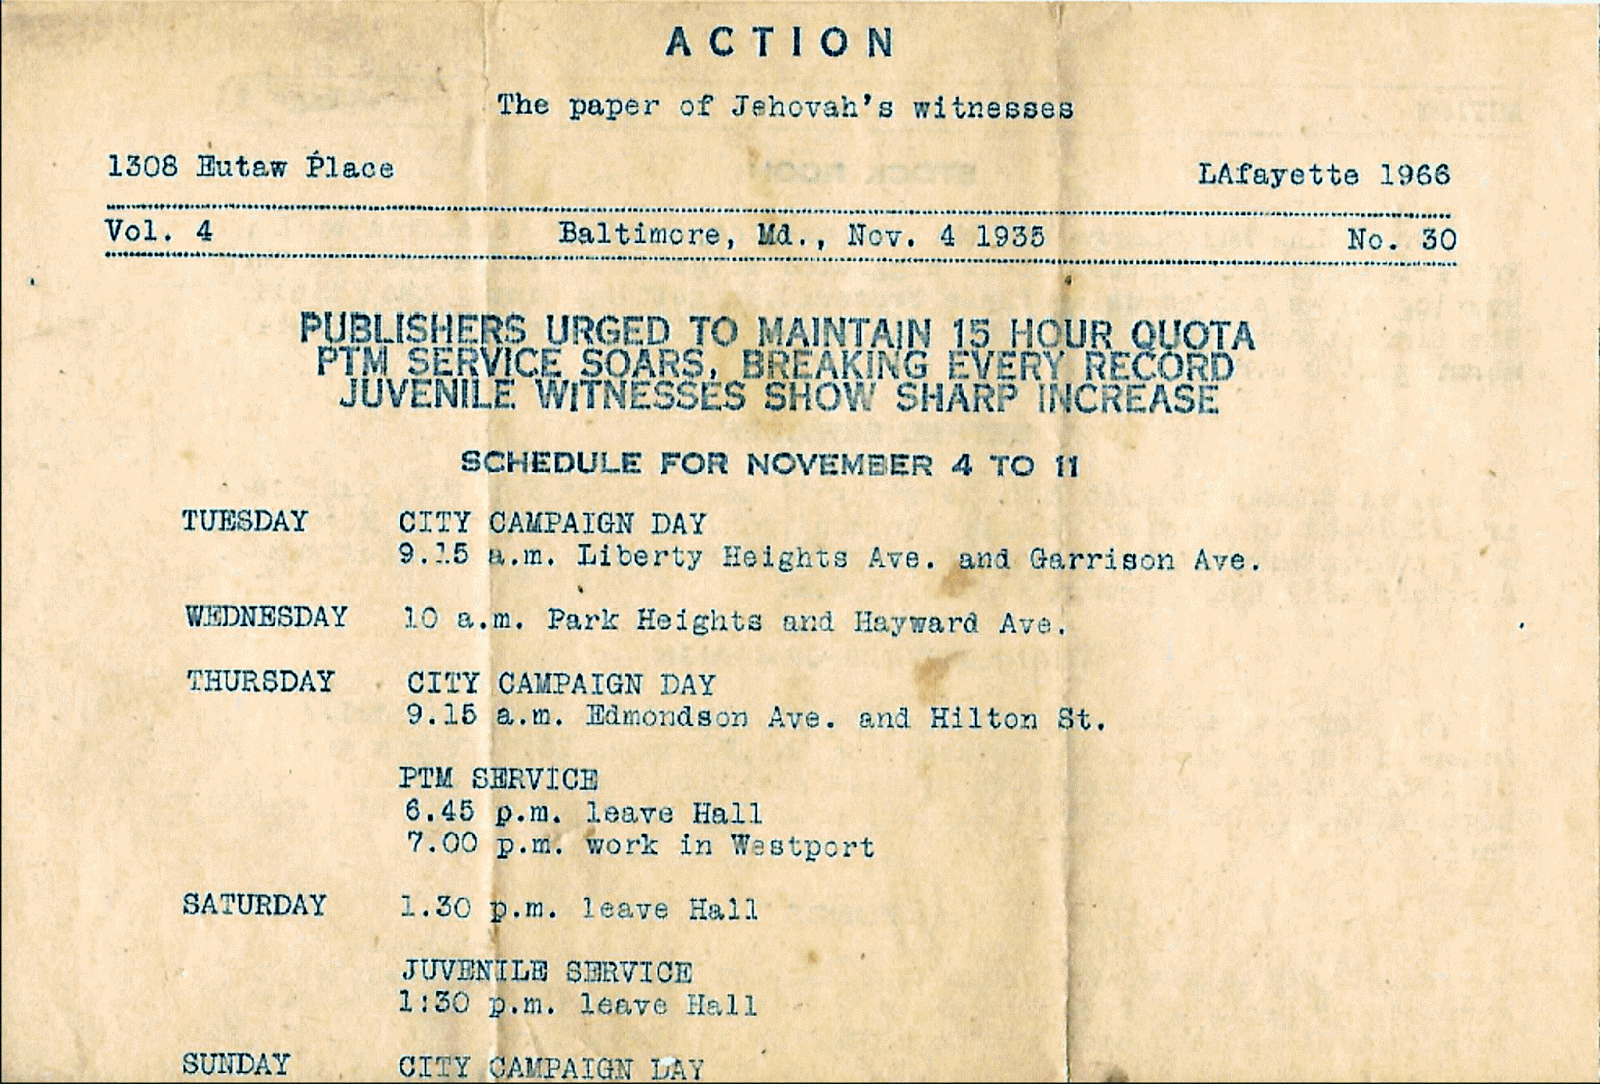 ACTION
The paper of Jehovah's witnesses
1308 Eutaw Place LAfayette 1966
Vol. 4 Baltimore, Md., Nov. 4 1935 No. 30
PUBLISHERS URGED TO MAINTAIN 15 HOUR QUOTA
PTM SERVICE SOARS, BREAKING EVERY RECORD
JUVENILE WITNESSES SHOW SHARP INCREASE
SCHEDULE FOR NOVEMBER 4 TO 11
TUESDAY CITY CAMPAIGN DAY
9.15 a.m. Liberty Heights Ave. and Garrison Ave.
WEDNESDAY 10 a.m. Park Heights and Hayward Ave.
THURSDAY CITY CAMPAIGN DAY
9.15 a.m. Edmondson Ave. and Hilton St.
PTM SERVICE
6.45 p.m. leave Hall
7.00 p.m. work in Westport
SATURDAY 1.30 p.m. leave Hall
JUVENILE SERVICE
1:30 p.m. leave Hall
SUNDAY CITY CAMPAIGN DAY